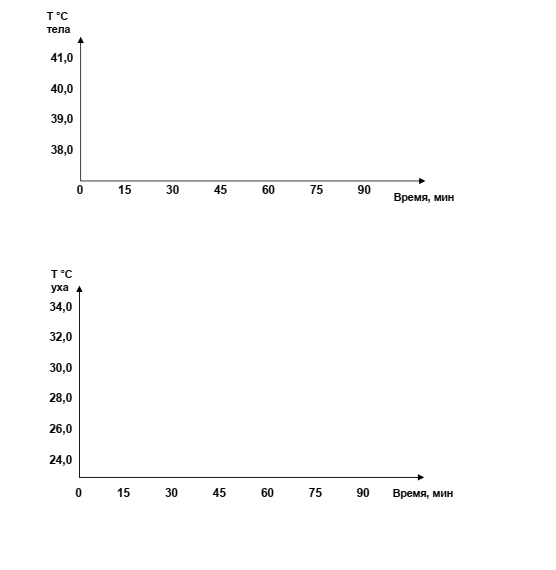 T °C
тела
41,0
40,0
39,0
38,0
0 15 30 45 60 75 90
Время, мин
T °C
уха
34,0
32,0
30,0
28,0
26,0
24,0
0 15 30 45 60 75 90 Время, мин